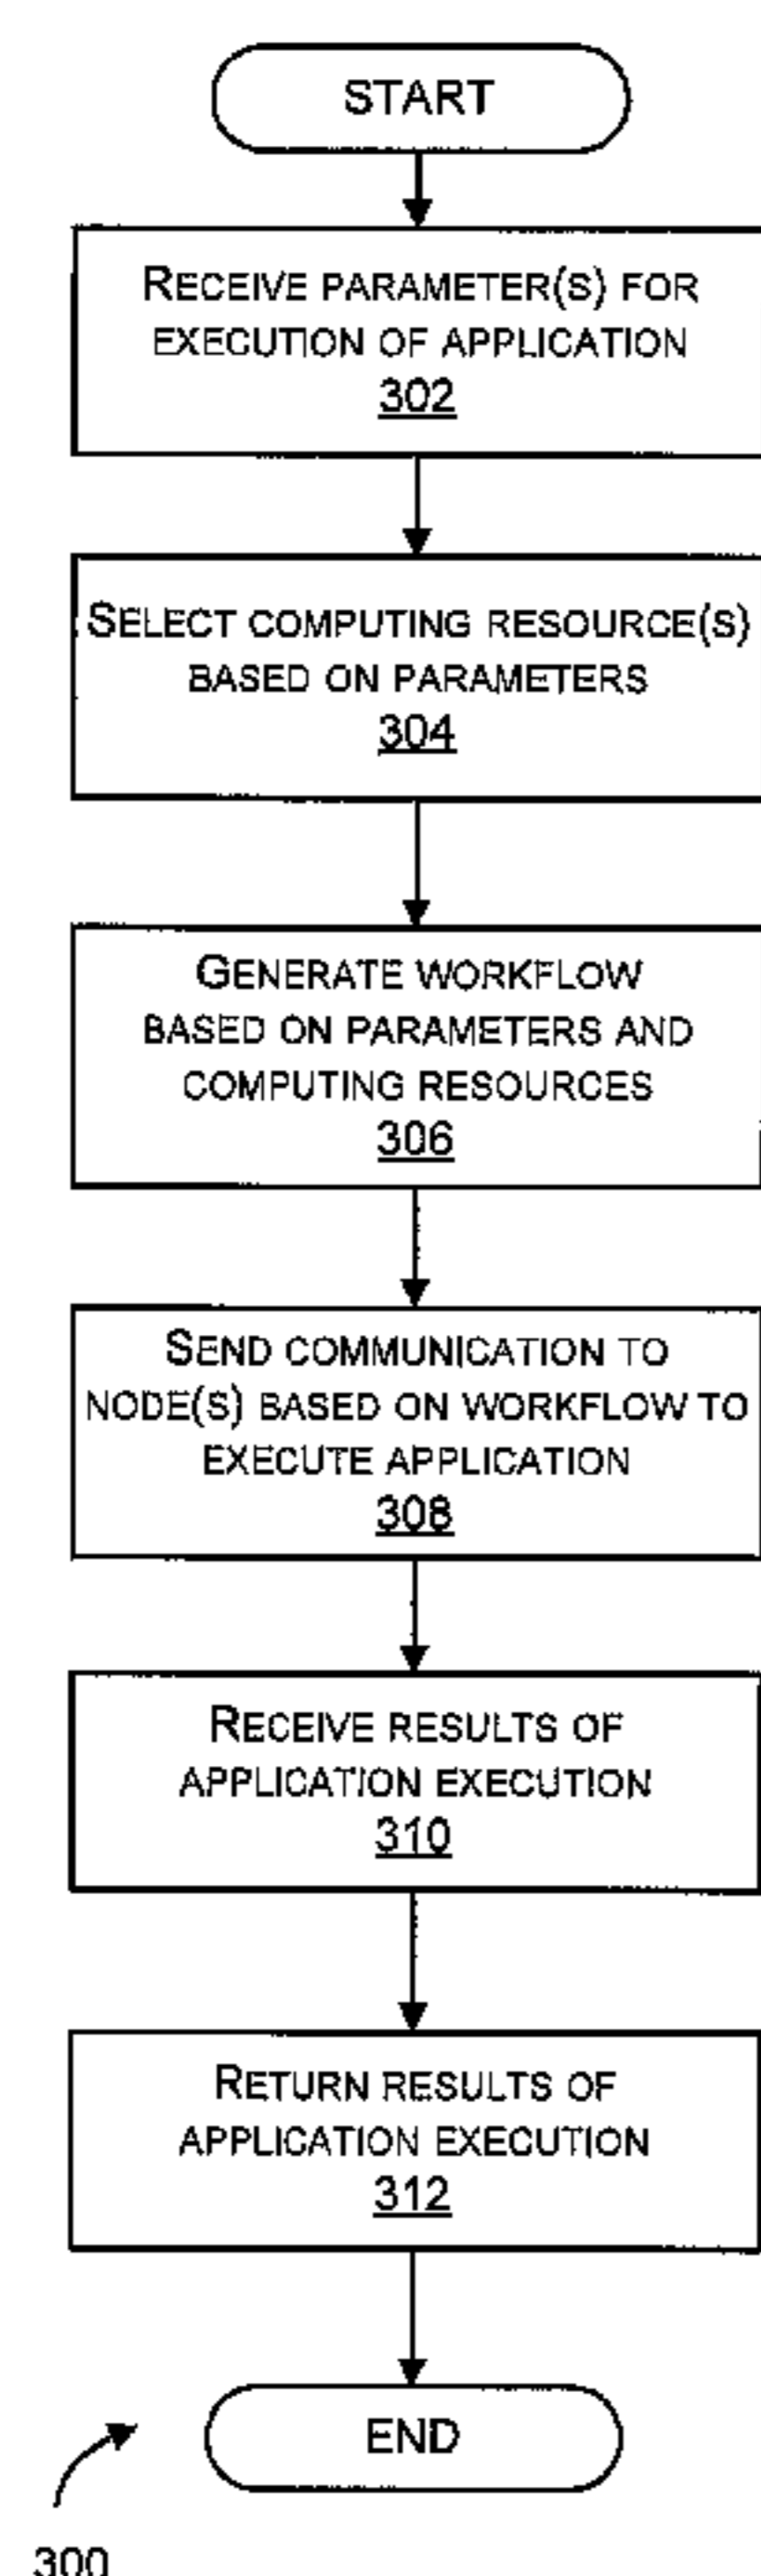 START
RECEIVE PARAMETER(S) FOR
EXECUTION OF APPLICATION
302
SELECT COMPUTING RESOURCE(S)
BASED ON PARAMETERS
304
GENERATE WORKFLOW
BASED ON PARAMETERS AND
COMPUTING RESOURCES
306
SEND COMMUNICATION TO
NODE(S) BASED ON WORKFLOW TO
EXECUTE APPLICATION
308
RECEIVE RESULTS OF
APPLICATION EXECUTION
310
RETURN RESULTS OF
APPLICATION EXECUTION
312
END
300